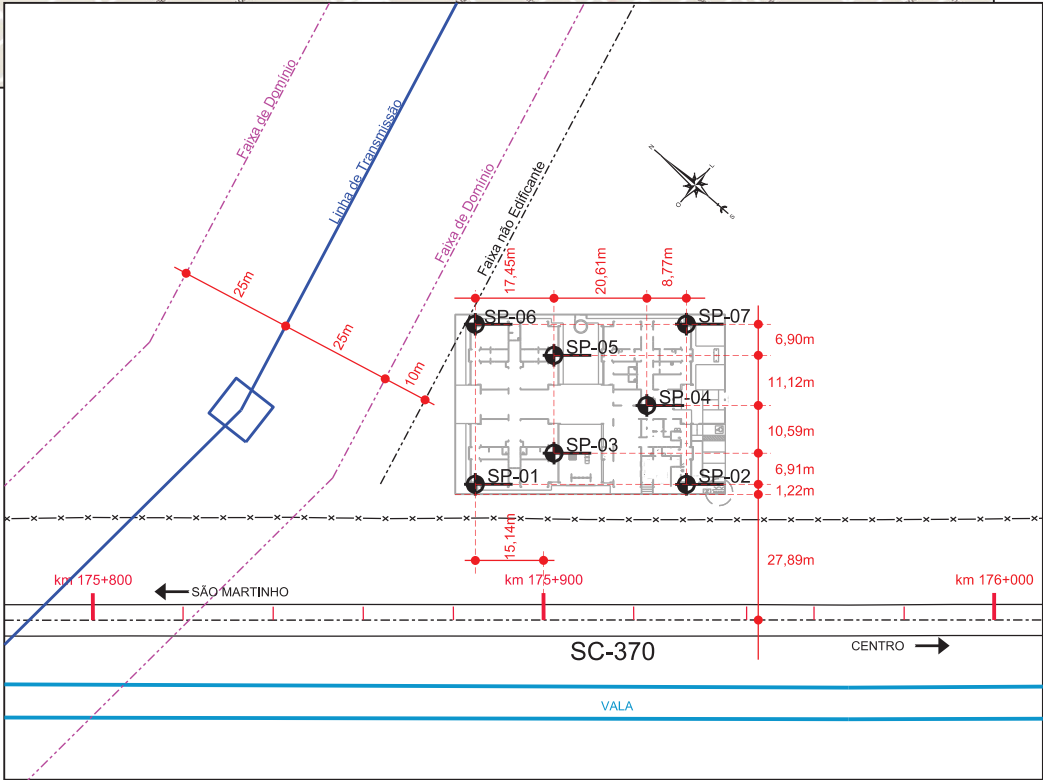 Faixa de Domínio
Linha de Transmissão
Faixa de Domínio
Faixa não Edificante
N
L
O
S
25m
25m
10m
17,45m
20,61m
8,77m
SP-06
SP-07
6,90m
SP-05
11,12m
SP-04
10,59m
SP-03
6,91m
SP-01
SP-02
1,22m
15,14m
27,89m
km 175+800
km 175+900
km 176+000
SÃO MARTINHO
SC-370
CENTRO
VALA